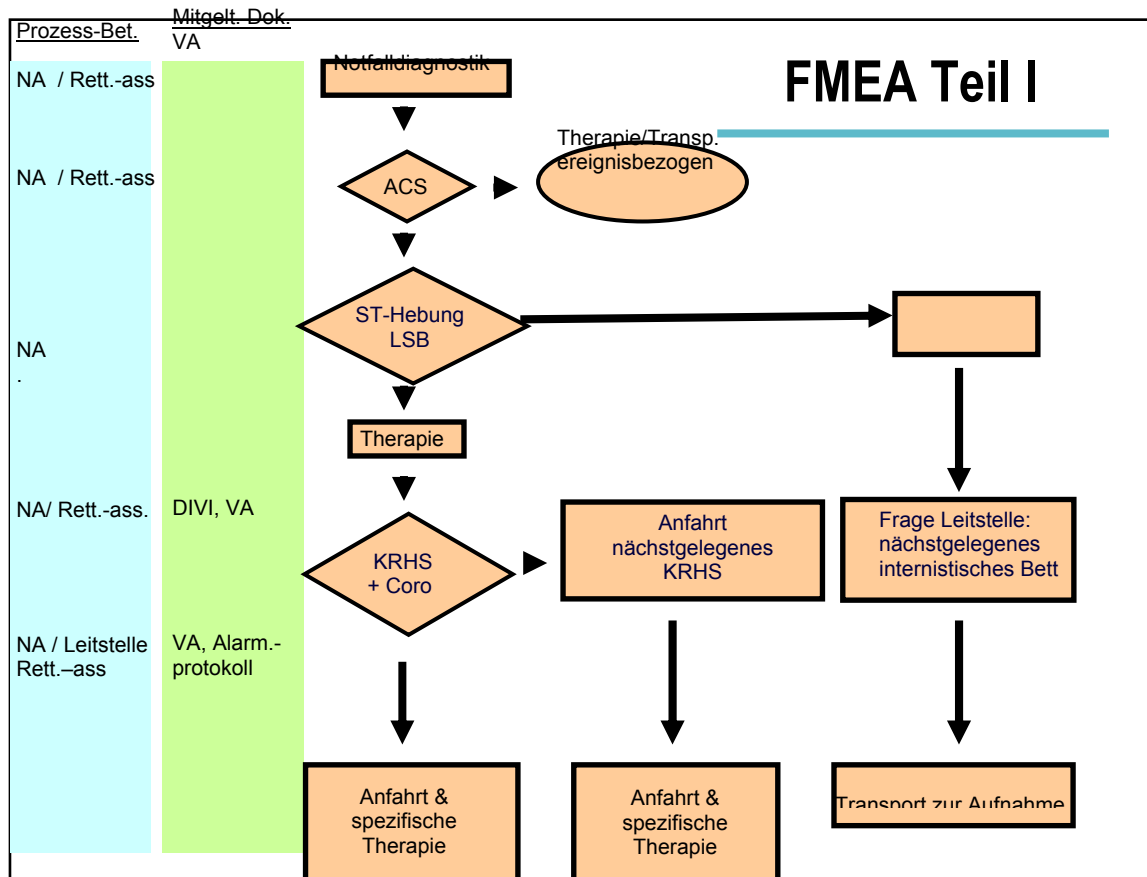 Prozess-Bet.
Mitgelt. Dok.
VA
FMEA Teil I
NA / Rett.-ass
Notfalldiagnostik
NA / Rett.-ass
ACS
Therapie/Transp.
ereignisbezogen
ST-Hebung
LSB
NA
.
Therapie
NA/ Rett.-ass.
DIVI, VA
KRHS
+ Coro
Anfahrt
nächstgelegenes
KRHS
Frage Leitstelle:
nächstgelegenes
internistisches Bett
NA / Leitstelle
Rett.–ass
VA, Alarm.-
protokoll
Anfahrt &
spezifische
Therapie
Anfahrt &
spezifische
Therapie
Transport zur Aufnahme